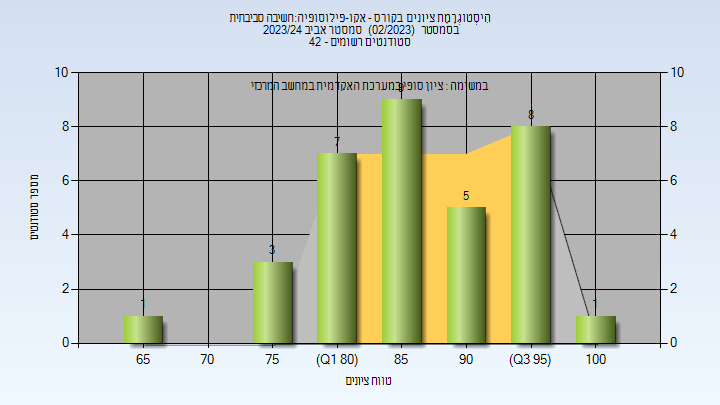 היסטוגרמת ציונים בקורס - אקו-פילוסופיה:חשיבה סביבתית
בסמסטר (02/2023) סמסטר אביב 2023/24
סטודנטים רשומים - 42
במשימה : ציון סופי במערכת האקדמית במחשב המרכזי
10 10
8 8
6 6
4 4
2 2
0 0
1 3 7 9 5 8 1
מספר סטודנטים
65 70 75 (Q1 80) 85 90 (Q3 95) 100
טווח ציונים